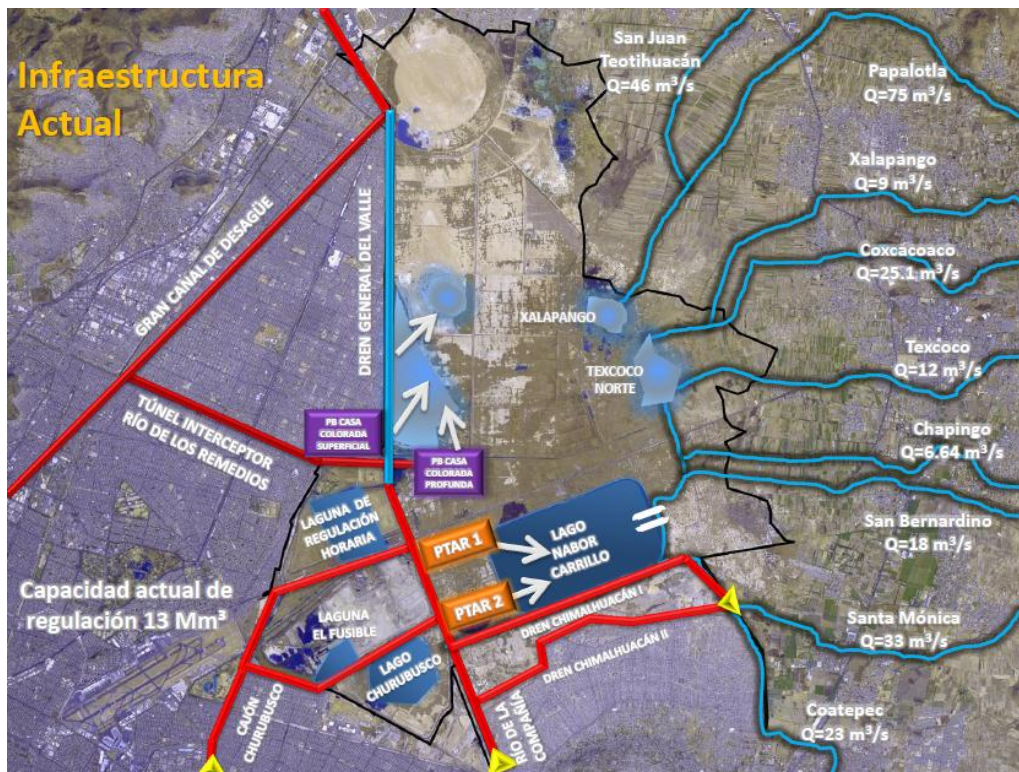 Infraestructura
Actual
San Juan
Teotihuacán
Q=46 m³/s
Papalotla
Q=75 m³/s
Xalapango
Q=9 m³/s
Coxcacoaco
Q=25.1 m³/s
Texcoco
Q=12 m³/s
Chapingo
Q=6.64 m³/s
San Bernardino
Q=18 m³/s
Santa Mónica
Q=33 m³/s
Coatepec
Q=23 m³/s
GRAN CANAL DE DESAGÜE
DREN GENERAL DEL VALLE
XALAPANGO
TEXCOCO
NORTE
TÚNEL INTERCEPTOR
RÍO DE LOS REMEDIOS
PB CASA
COLORADA
SUPERFICIAL
PB CASA
COLORADA
PROFUNDA
LAGUNA DE
REGULACIÓN
HORARIA
PTAR 1
LAGO
NABOR
CARRILLO
PTAR 2
Capacidad actual de
regulación 13 Mm³
LAGUNA
EL FUSIBLE
LAGO
CHURUBUSCO
DREN CHIMALHUACÁN I
DREN CHIMALHUACÁN II
CAJÓN
CHURUBUSCO
RÍO DE LA
COMPAÑÍA